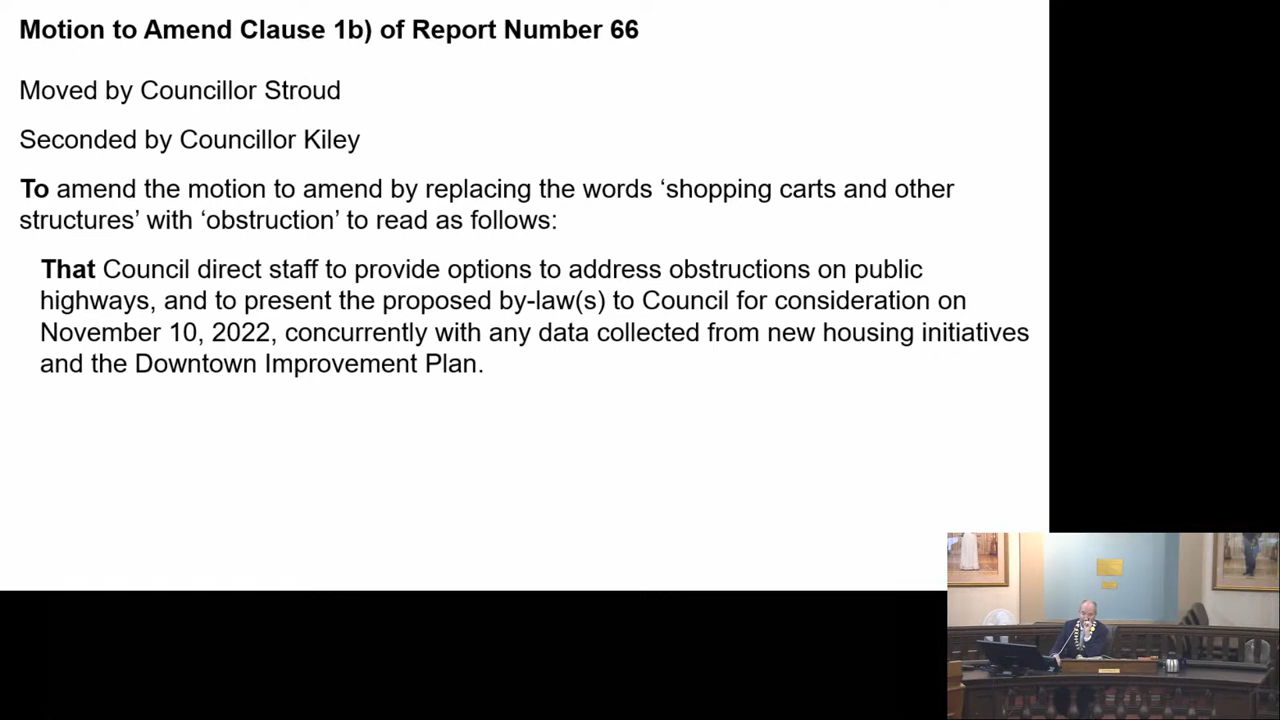 Motion to Amend Clause 1b) of Report Number 66
Moved by Councillor Stroud
Seconded by Councillor Kiley
To amend the motion to amend by replacing the words ‘shopping carts and other
structures’ with ‘obstruction’ to read as follows:
That Council direct staff to provide options to address obstructions on public
highways, and to present the proposed by-law(s) to Council for consideration on
November 10, 2022, concurrently with any data collected from new housing initiatives
and the Downtown Improvement Plan.